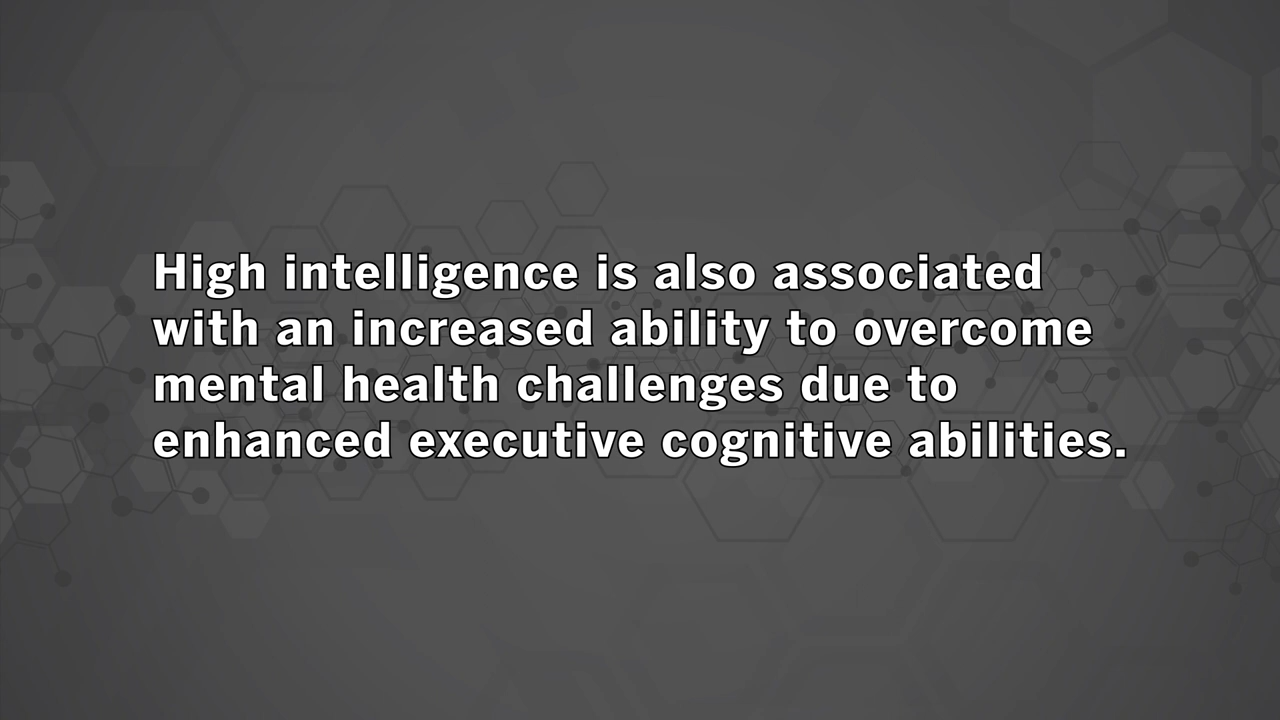 High intelligence is also associated
with an increased ability to overcome
mental health challenges due to
enhanced executive cognitive abilities.